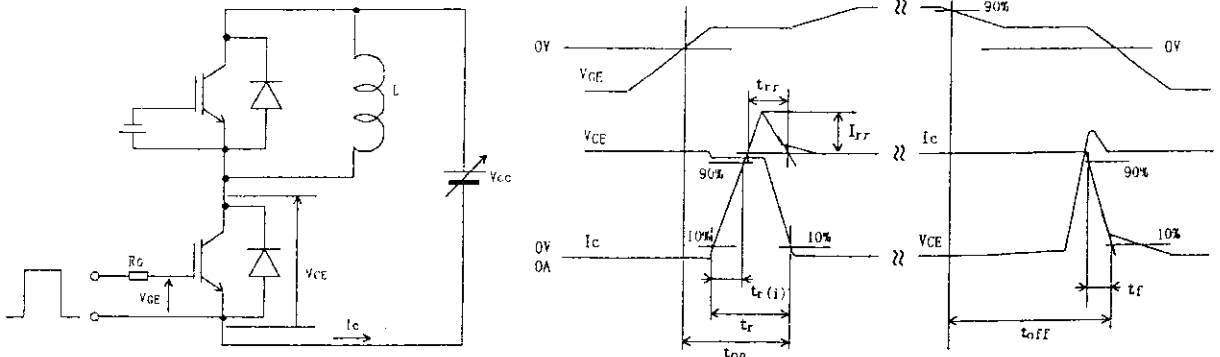 L
VCC
RG
VGE
VCE
Ic
0V
VGE
VCE
90%
0V
0A
Ic
10%
trr
Irr
10%
tr(i)
tr
ton
90%
0V
Ic
90%
VCE
10%
tf
toff